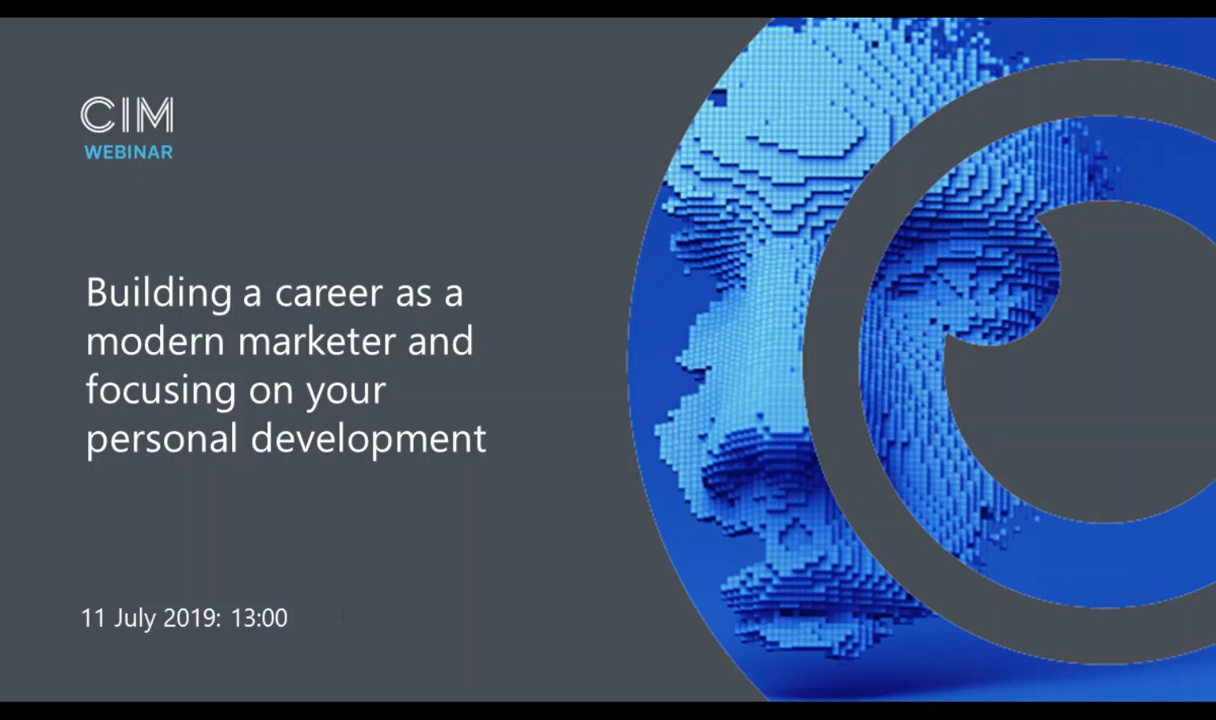 CIM
WEBINAR
Building a career as a
modern marketer and
focusing on your
personal development
11 July 2019: 13:00